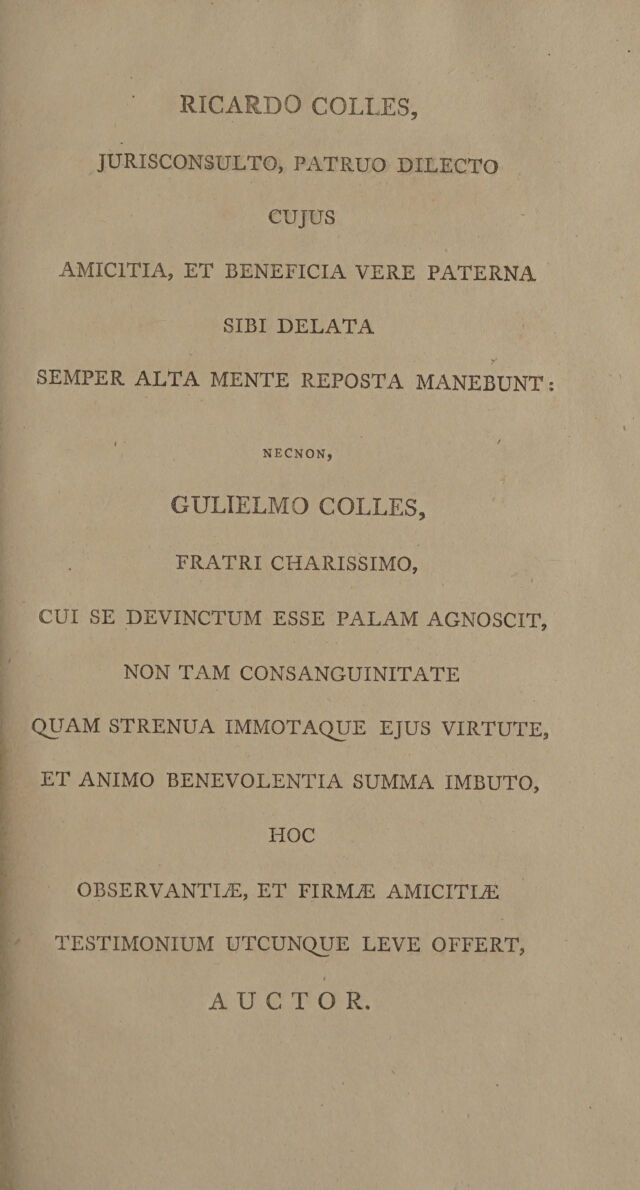 RICARDO COLLES,
JURISCONSULTO, PATRUO DILECTO
CUJUS
AMICITIA, ET BENEFICIA VERE PATERNA
SIBI DELATA
SEMPER ALTA MENTE REPOSTA MANEBUNT:
NECNON,
GULIELMO COLLES,
FRATRI CHARISSIMO,
CUI SE DEVINCTUM ESSE PALAM AGNOSCIT,
NON TAM CONSANGUINITATE
QUAM STRENUA IMMOTAQUE EJUS VIRTUTE,
ET ANIMO BENEVOLENTIA SUMMA IMBUTO,
HOC
OBSERVANTIÆ, ET FIRMÆ AMICITIÆ
TESTIMONIUM UTCUNQUE LEVE OFFERT,
AUCTOR.